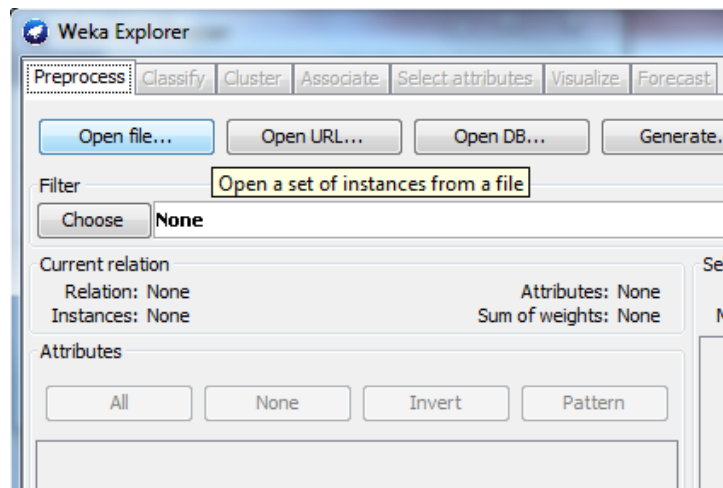 Weka Explorer
Preprocess Classify Cluster Associate Select attributes Visualize Forecast
Open file... Open URL... Open DB... Generate.
Open a set of instances from a file
Filter
Choose None
Current relation
Relation: None Attributes: None
Instances: None Sum of weights: None
Se
N
Attributes
All None Invert Pattern